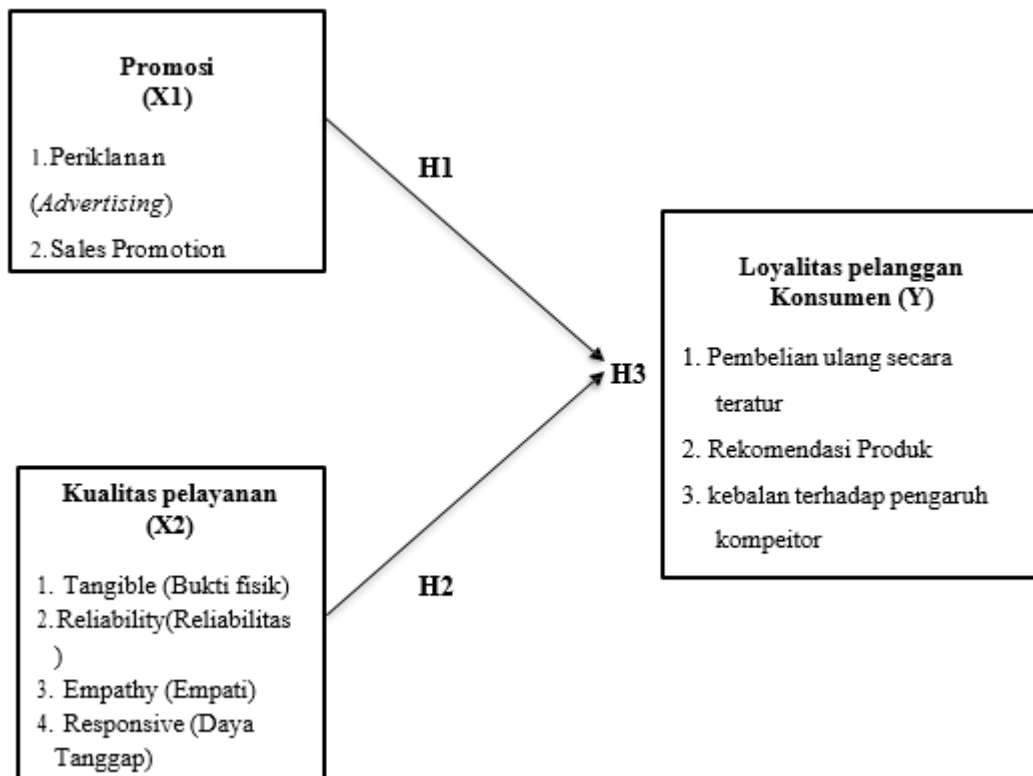 Promosi
(X1)
1.Periklanan
(Advertising)
2.Sales Promotion
H1
H3
Loyalitas pelanggan
Konsumen (Y)
1. Pembelian ulang secara
teratur
2. Rekomendasi Produk
3. kebalan terhadap pengaruh
kompeitor
Kualitas pelayanan
(X2)
1. Tangible (Bukti fisik)
2.Reliability(Reliabilitas
)
3. Empathy (Empati)
4. Responsive (Daya
Tanggap)
H2